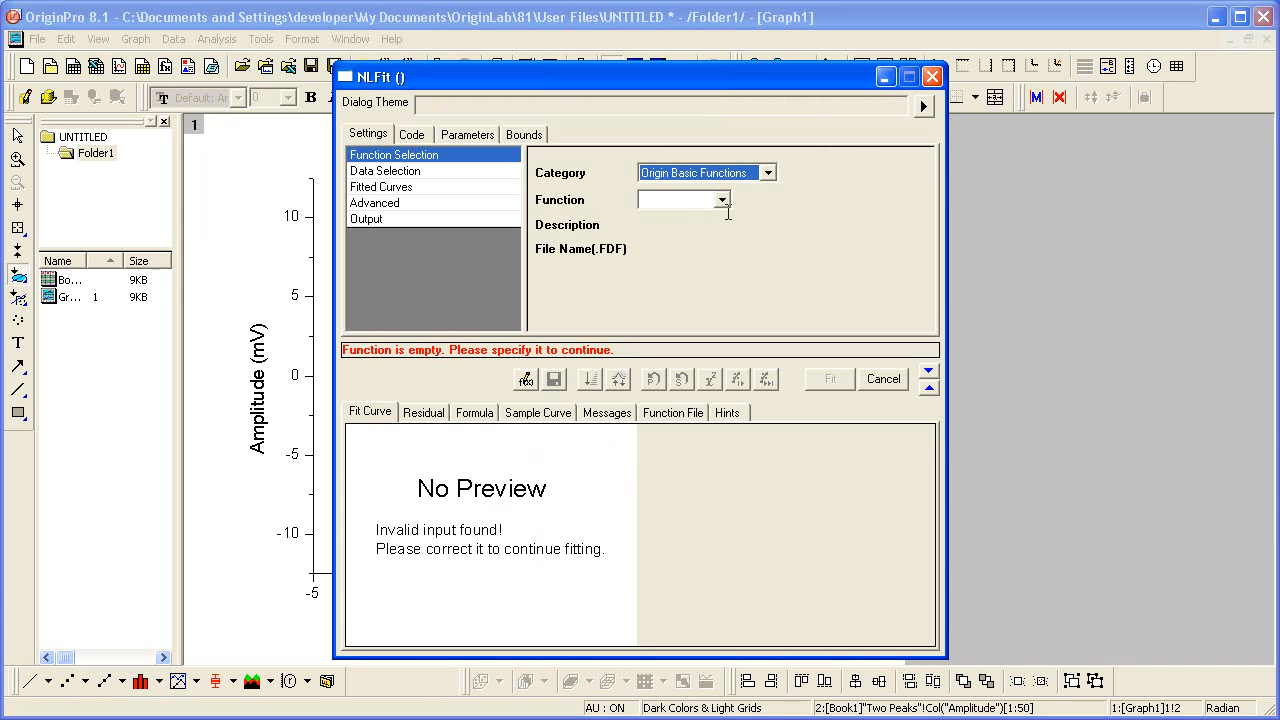 OriginPro 8.1 - C:\Documents and Settings\developer\My Documents\OriginLab\81\User Files\UNTITLED * - /Folder1/ - [Graph1]
File Edit View Graph Data Analysis Tools Format Window Help
NLFit ()
Dialog Theme
Default: Ar 0 B
1
UNTITLED
Folder1
Settings Code Parameters Bounds
Function Selection
Data Selection
Fitted Curves
Advanced
Output
Category Origin Basic Functions
Function
Description
File Name(.FDF)
Name Size
Bo... 9KB
Gr... 1 9KB
10
5
0
-5
-10
-5
Amplitude (mV)
Function is empty. Please specify it to continue.
Fit Cancel
Fit Curve Residual Formula Sample Curve Messages Function File Hints
No Preview
Invalid input found!
Please correct it to continue fitting.
AU : ON Dark Colors & Light Grids 2:[Book1]"Two Peaks"!Col("Amplitude")[1:50] 1:[Graph1]1!2 Radian